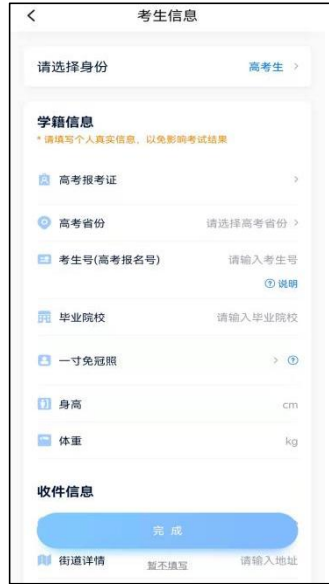 考生信息
请选择身份 高考生
学籍信息
* 请填写个人真实信息，以免影响考试结果
高考报考证
高考省份 请选择高考省份
考生号(高考报名号) 请输入考生号
说明
毕业院校 请输入毕业院校
一寸免冠照
身高 cm
体重 kg
收件信息
完成
街道详情 暂不填写 请输入地址